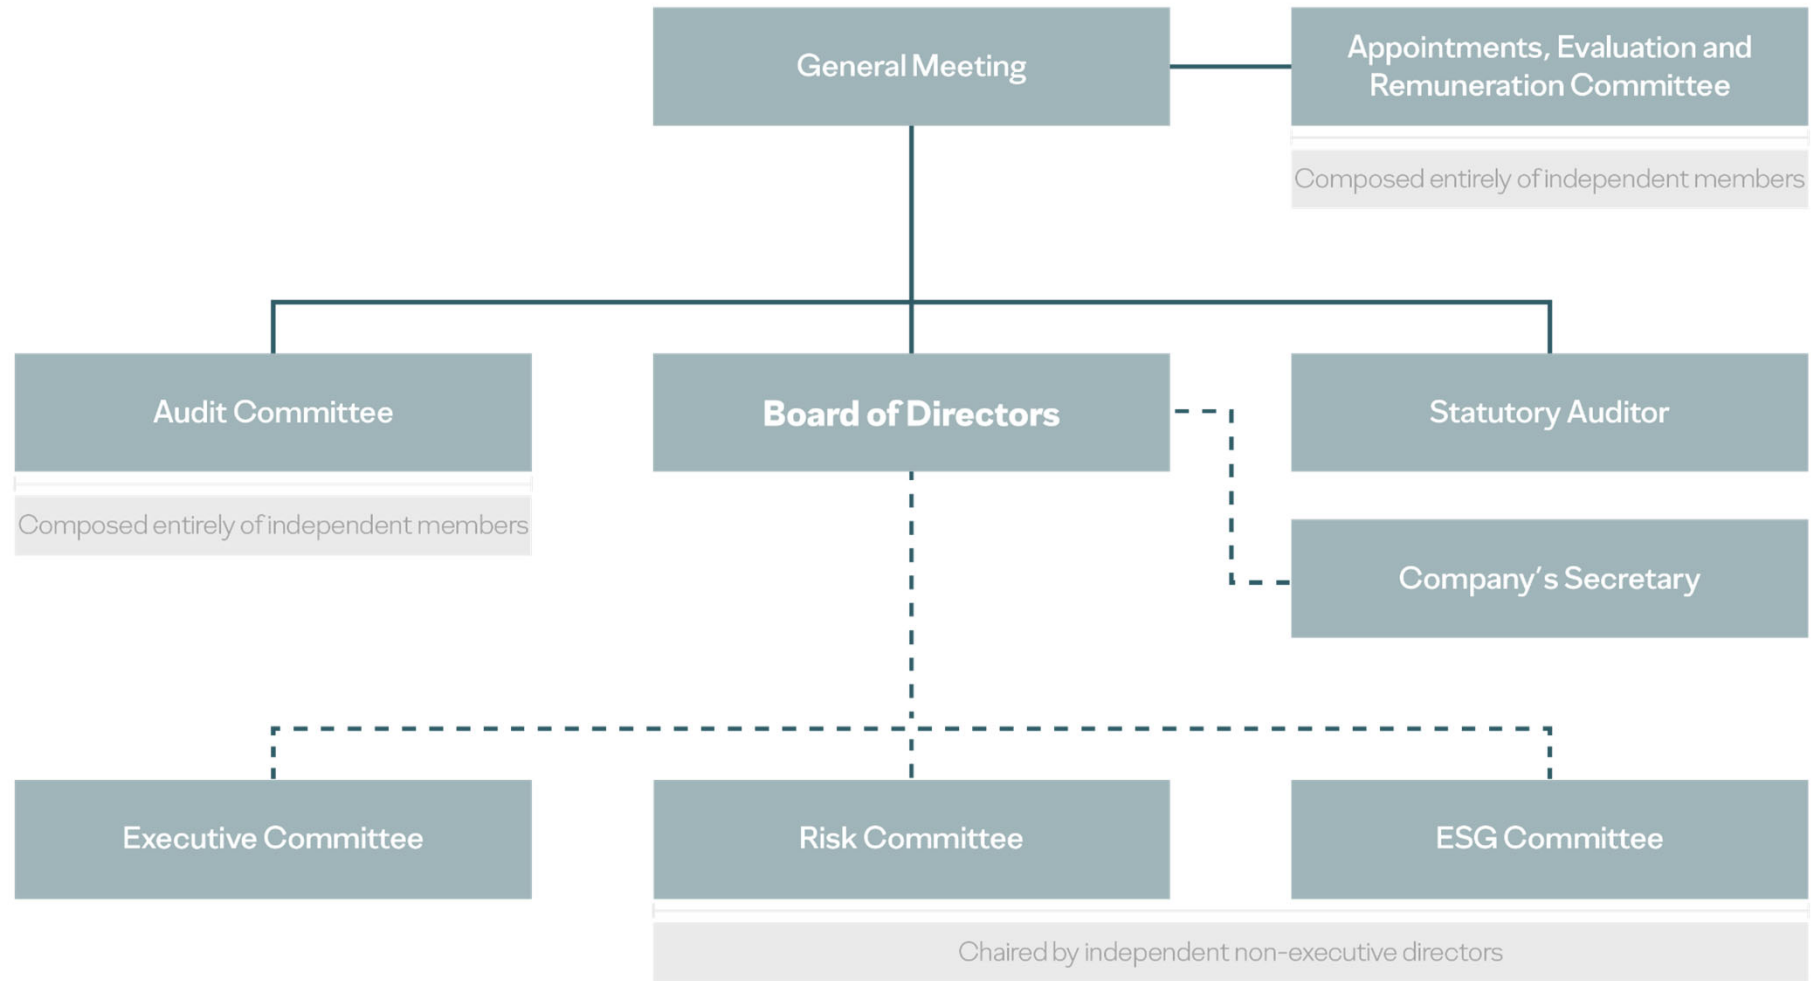 General Meeting
Appointments, Evaluation and
Remuneration Committee
Composed entirely of independent members
Audit Committee
Board of Directors
Statutory Auditor
Composed entirely of independent members
Company´s Secretary
Executive Committee
Risk Committee
ESG Committee
Chaired by independent non-executive directors